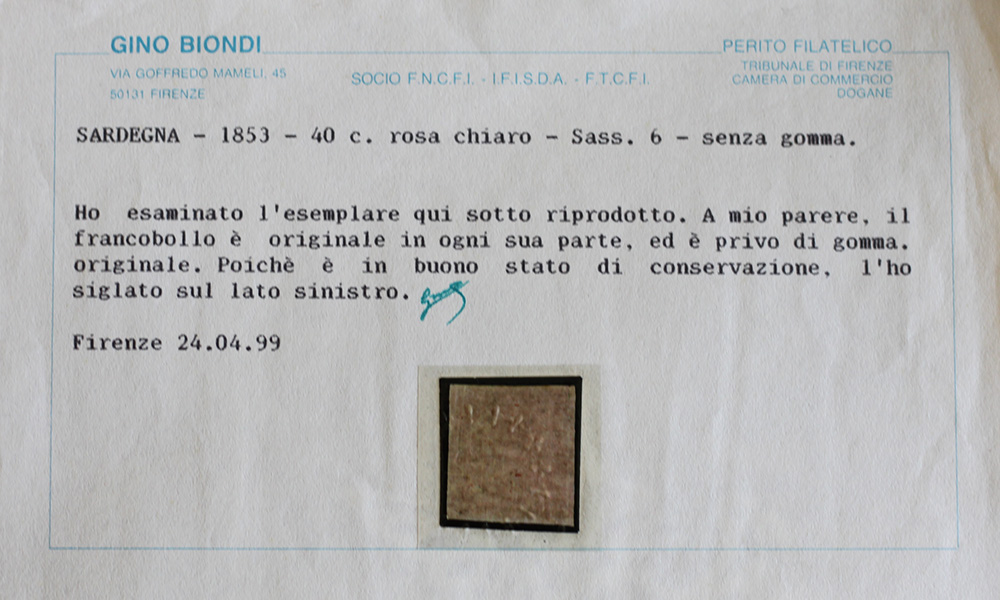 GINO BIONDI
VIA GOFFREDO MAMELI, 45
50131 FIRENZE
SOCIO F.N.C.F.I. - I.F.I.S.D.A. - F.T.C.F.I.
PERITO FILATELICO
TRIBUNALE DI FIRENZE
CAMERA DI COMMERCIO
DOGANE
SARDEGNA - 1853 - 40 c. rosa chiaro - Sass. 6 - senza gomma.
Ho esaminato l'esemplare qui sotto riprodotto. A mio parere, il
francobollo è originale in ogni sua parte, ed è privo di gomma.
originale. Poichè è in buono stato di conservazione, l'ho
siglato sul lato sinistro.
Firenze 24.04.99